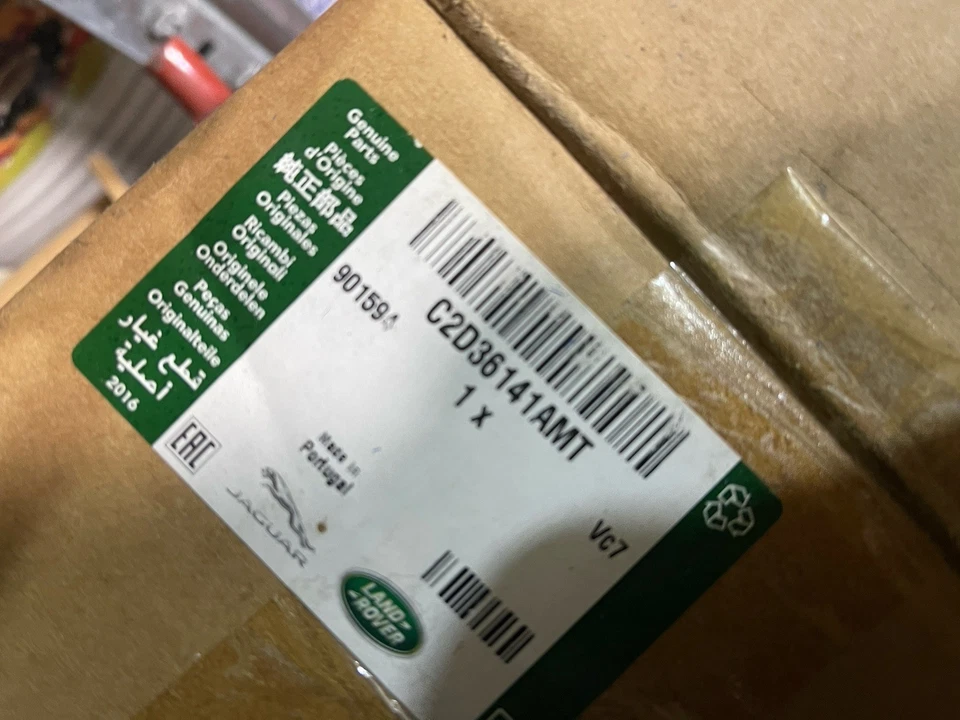 Genuine
Parts
Pièces
d'Origine
純正部品
Piezas
Originales
Ricambi
Originali
Originele
Onderdelen
Peças
Genuínas
Originalteile
قطع غيار
أصلية
2016
901594
C2D36141AMT
1 x
Made in
Portugal
Vc7
EAC
JAGUAR
LAND-
-ROVER